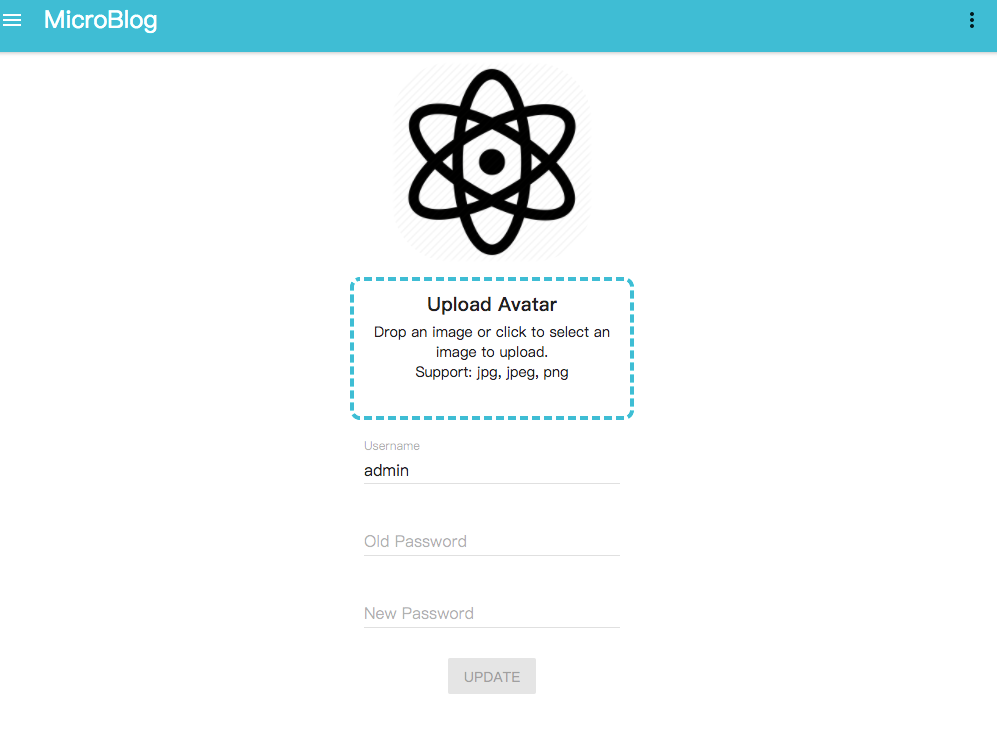 MicroBlog
Upload Avatar
Drop an image or click to select an
image to upload.
Support: jpg, jpeg, png
Username
admin
Old Password
New Password
UPDATE